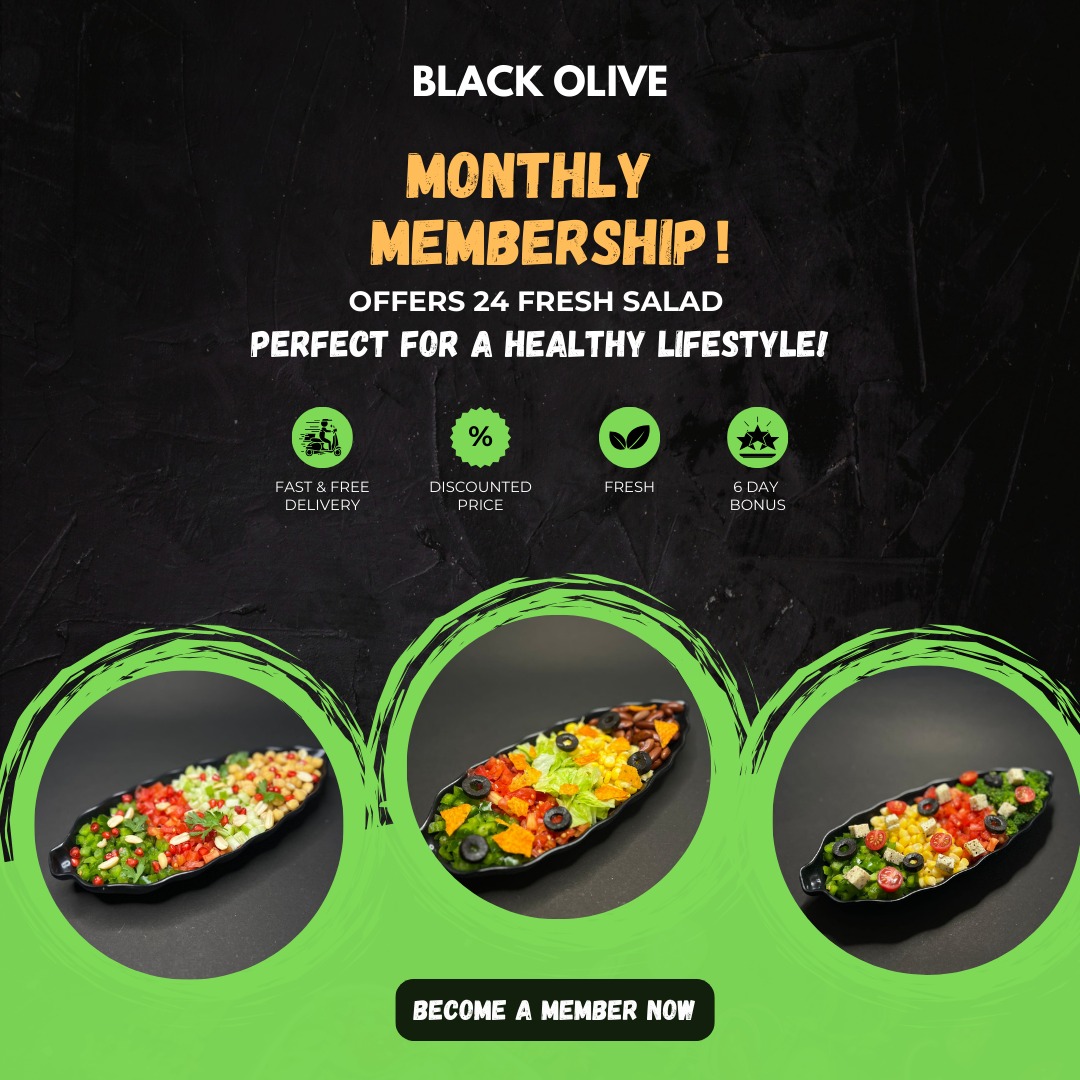 BLACK OLIVE
MONTHLY
MEMBERSHIP!
OFFERS 24 FRESH SALAD
PERFECT FOR A HEALTHY LIFESTYLE!
%
FAST & FREE
DELIVERY
DISCOUNTED
PRICE
FRESH
6 DAY
BONUS
BECOME A MEMBER NOW